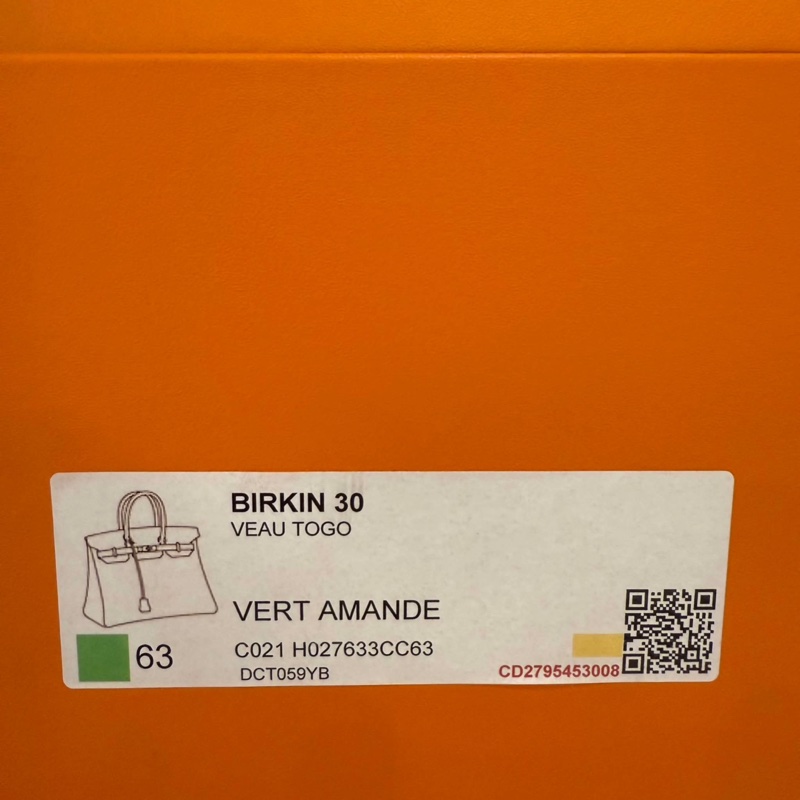 BIRKIN 30
VEAU TOGO
VERT AMANDE
63
C021 H027633CC63
DCT059YB
CD2795453008